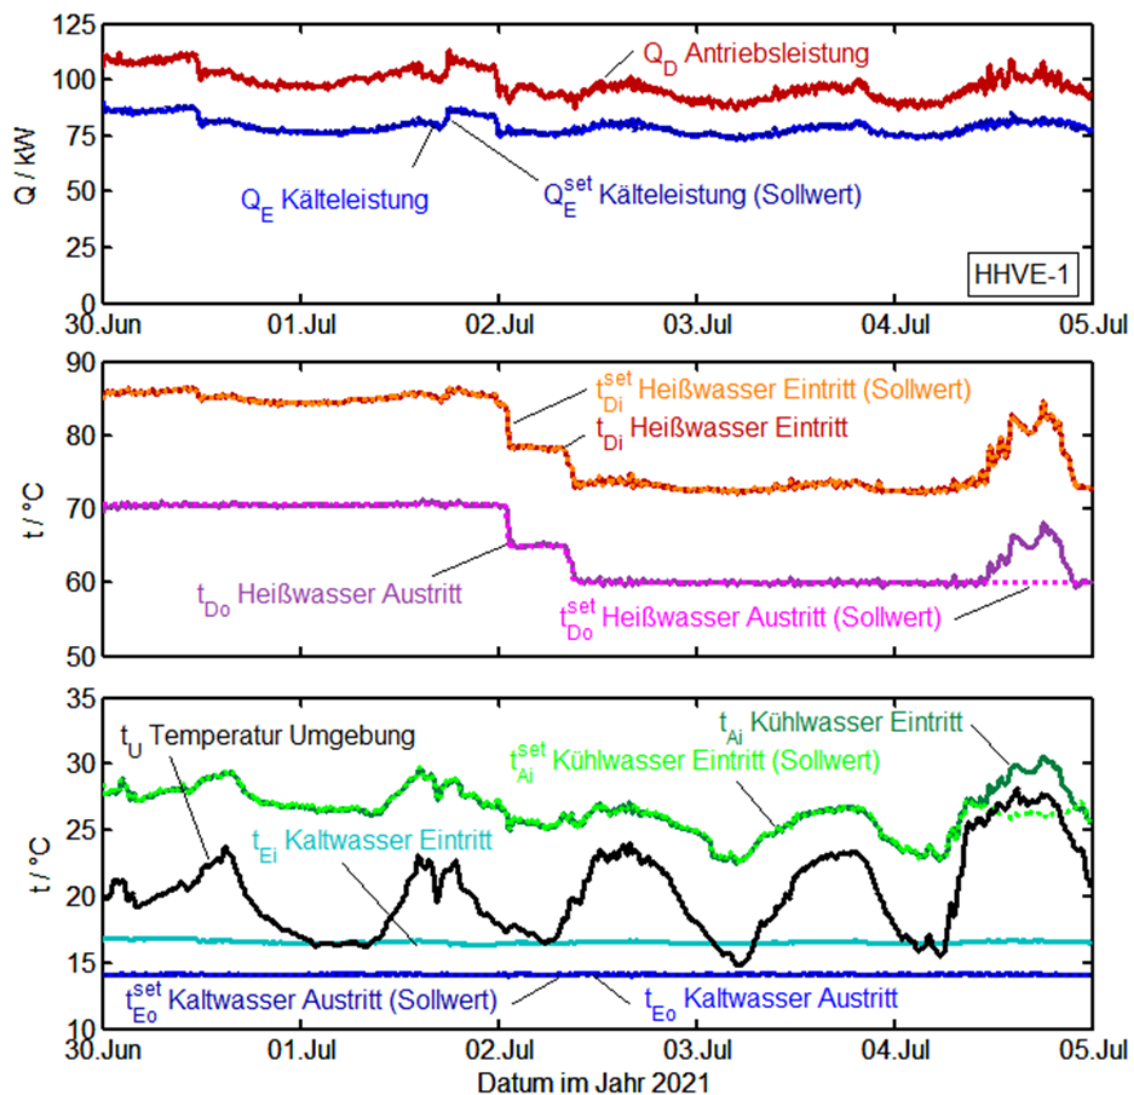 125
100
75
50
25
0
Q / kW
Q_D Antriebsleistung
Q_E Kälteleistung
Q_E^set Kälteleistung (Sollwert)
HHVE-1
30.Jun 01.Jul 02.Jul 03.Jul 04.Jul 05.Jul
90
80
70
60
50
t / °C
t_Di^set Heißwasser Eintritt (Sollwert)
t_Di Heißwasser Eintritt
t_Do Heißwasser Austritt
t_Do^set Heißwasser Austritt (Sollwert)
35
30
25
20
15
10
t / °C
t_U Temperatur Umgebung
t_Ai Kühlwasser Eintritt
t_Ai^set Kühlwasser Eintritt (Sollwert)
t_Ei Kaltwasser Eintritt
t_Eo^set Kaltwasser Austritt (Sollwert)
t_Eo Kaltwasser Austritt
30.Jun 01.Jul 02.Jul 03.Jul 04.Jul 05.Jul
Datum im Jahr 2021